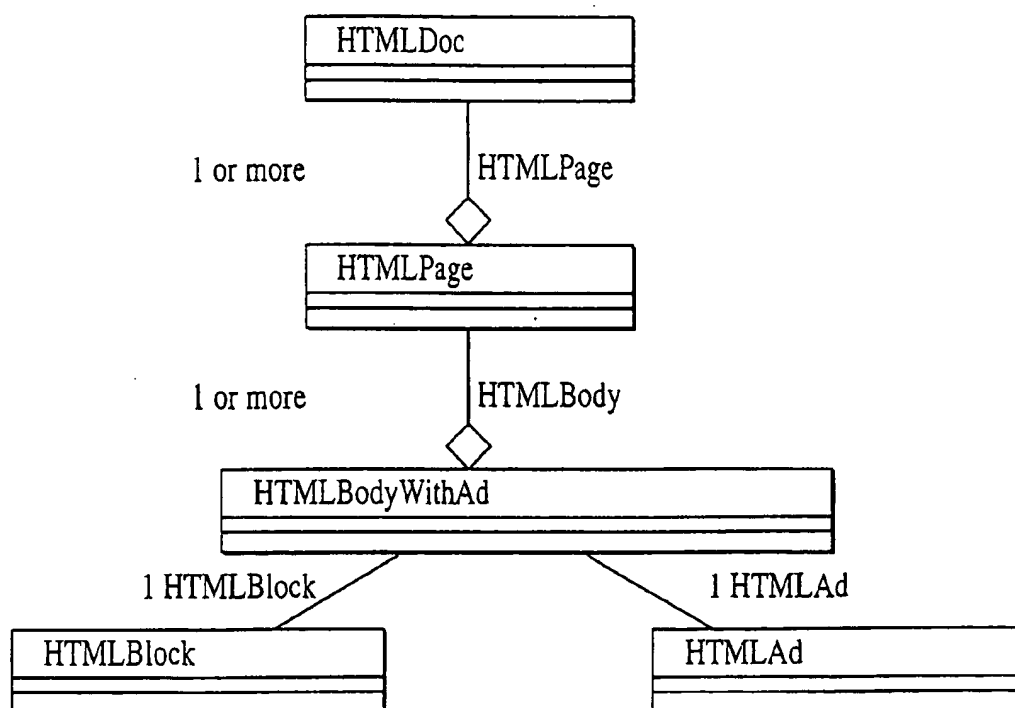 HTMLDoc
1 or more HTMLPage
HTMLPage
1 or more HTMLBody
HTMLBodyWithAd
1 HTMLBlock 1 HTMLAd
HTMLBlock HTMLAd